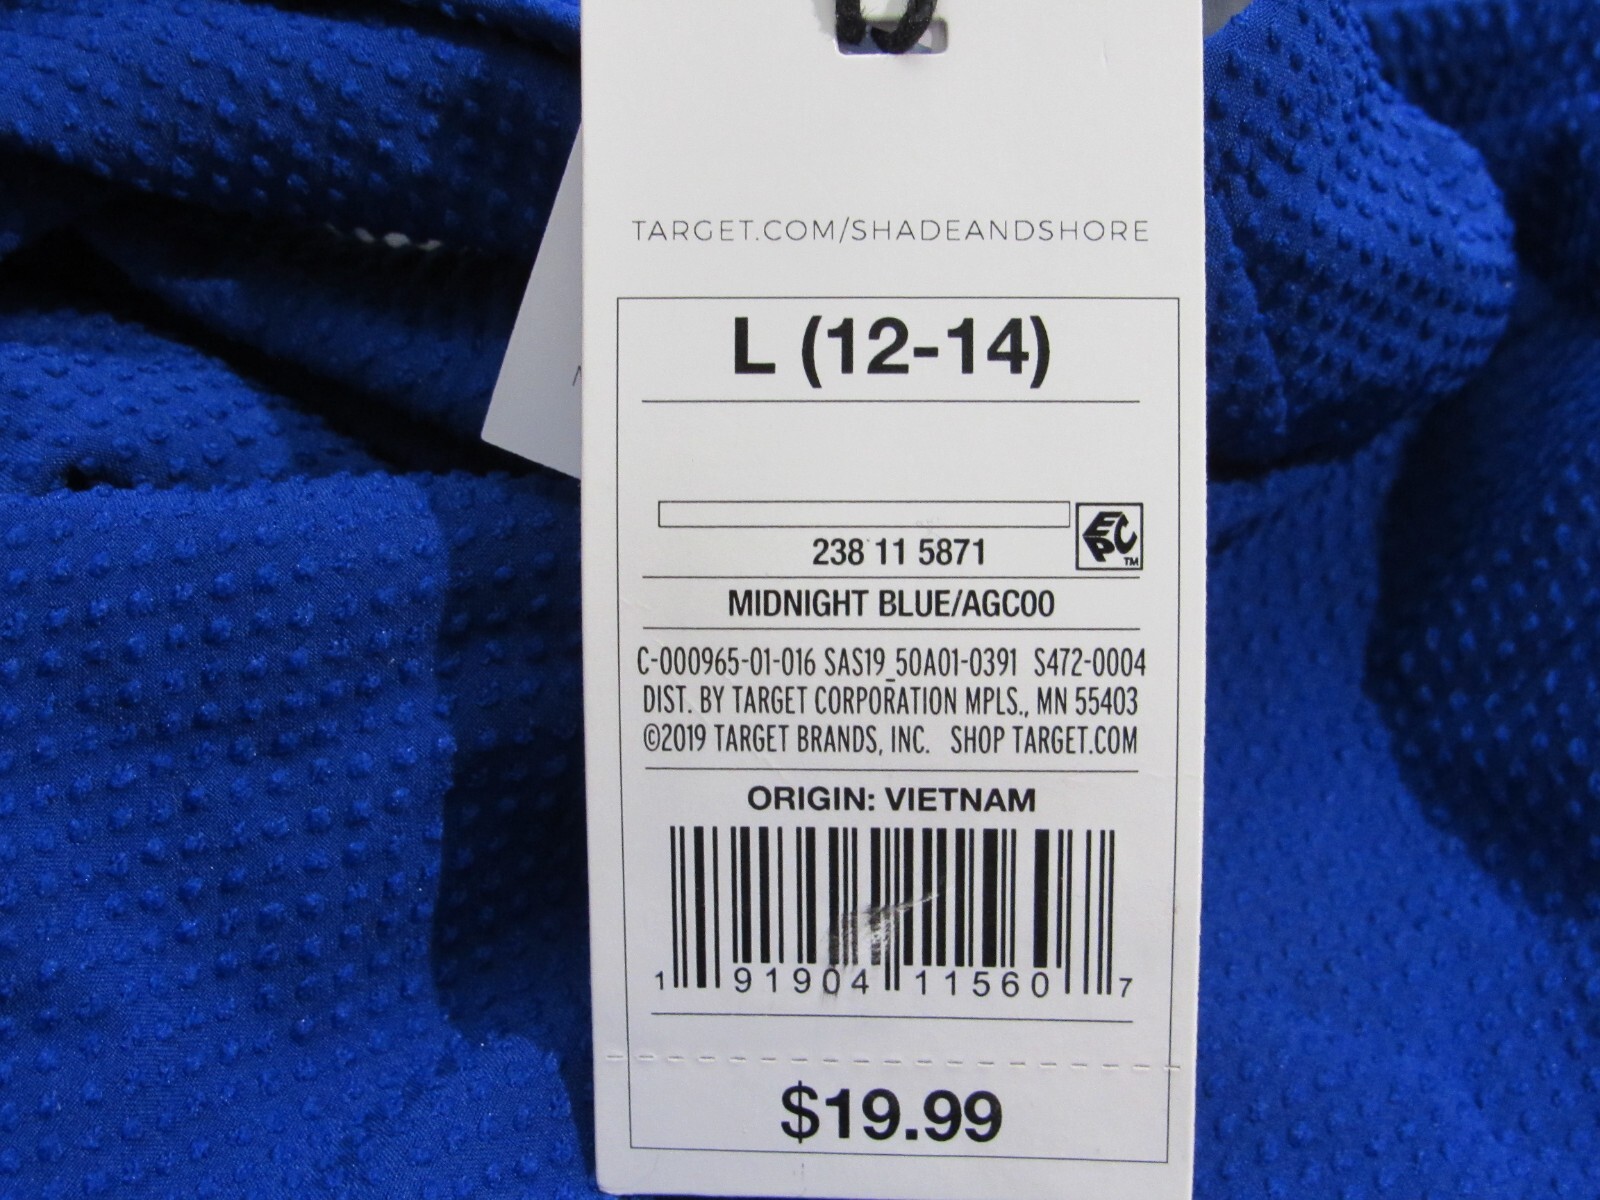 TARGET.COM/SHADEANDSHORE
L (12-14)
238 11 5871
EPC™
MIDNIGHT BLUE/AGC00
C-000965-01-016 SAS19_50A01-0391 S472-0004
DIST. BY TARGET CORPORATION MPLS., MN 55403
©2019 TARGET BRANDS, INC. SHOP TARGET.COM
ORIGIN: VIETNAM
1 91904 11560 7
$19.99